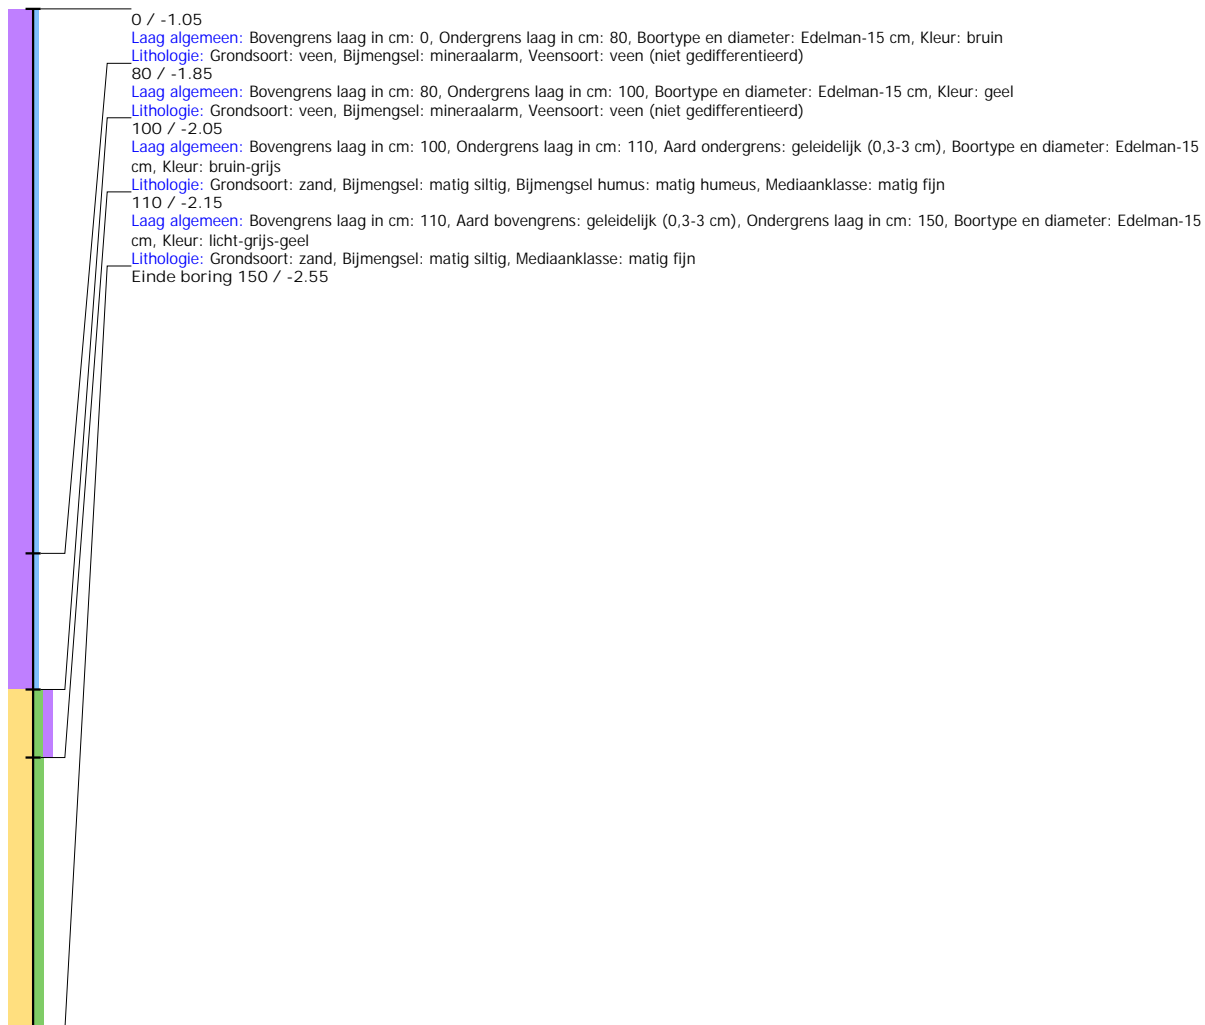 0 / -1.05
Laag algemeen: Bovengrens laag in cm: 0, Ondergrens laag in cm: 80, Boortype en diameter: Edelman-15 cm, Kleur: bruin
Lithologie: Grondsoort: veen, Bijmengsel: mineraalarm, Veensoort: veen (niet gedifferentieerd)
80 / -1.85
Laag algemeen: Bovengrens laag in cm: 80, Ondergrens laag in cm: 100, Boortype en diameter: Edelman-15 cm, Kleur: geel
Lithologie: Grondsoort: veen, Bijmengsel: mineraalarm, Veensoort: veen (niet gedifferentieerd)
100 / -2.05
Laag algemeen: Bovengrens laag in cm: 100, Ondergrens laag in cm: 110, Aard ondergrens: geleidelijk (0,3-3 cm), Boortype en diameter: Edelman-15
cm, Kleur: bruin-grijs
Lithologie: Grondsoort: zand, Bijmengsel: matig siltig, Bijmengsel humus: matig humeus, Mediaanklasse: matig fijn
110 / -2.15
Laag algemeen: Bovengrens laag in cm: 110, Aard bovengrens: geleidelijk (0,3-3 cm), Ondergrens laag in cm: 150, Boortype en diameter: Edelman-15
cm, Kleur: licht-grijs-geel
Lithologie: Grondsoort: zand, Bijmengsel: matig siltig, Mediaanklasse: matig fijn
Einde boring 150 / -2.55